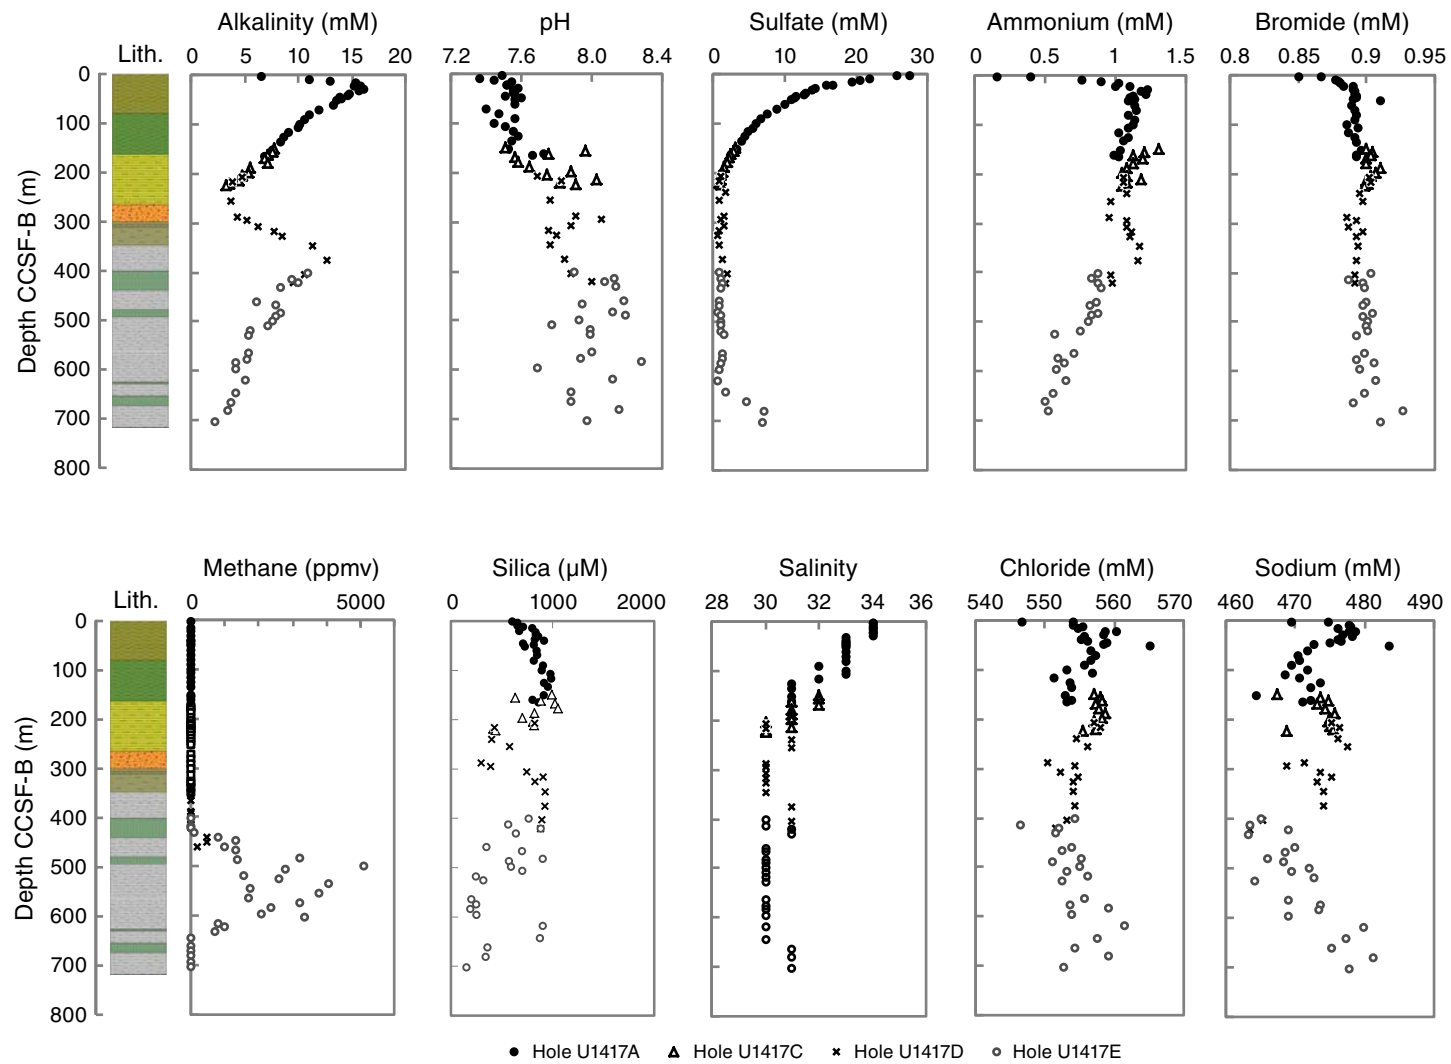 Alkalinity (mM) pH Sulfate (mM) Ammonium (mM) Bromide (mM)
Lith. 0 5 10 15 20 7.2 7.6 8.0 8.4 0 10 20 30 0 0.5 1 1.5 0.8 0.85 0.9 0.95
0
100
200
300
400
500
600
700
800
Depth CCSF-B (m)
Methane (ppmv) Silica (µM) Salinity Chloride (mM) Sodium (mM)
Lith. 0 5000 0 1000 2000 28 30 32 34 36 540 550 560 570 460 470 480 490
0
100
200
300
400
500
600
700
800
Depth CCSF-B (m)
Hole U1417A Hole U1417C Hole U1417D Hole U1417E